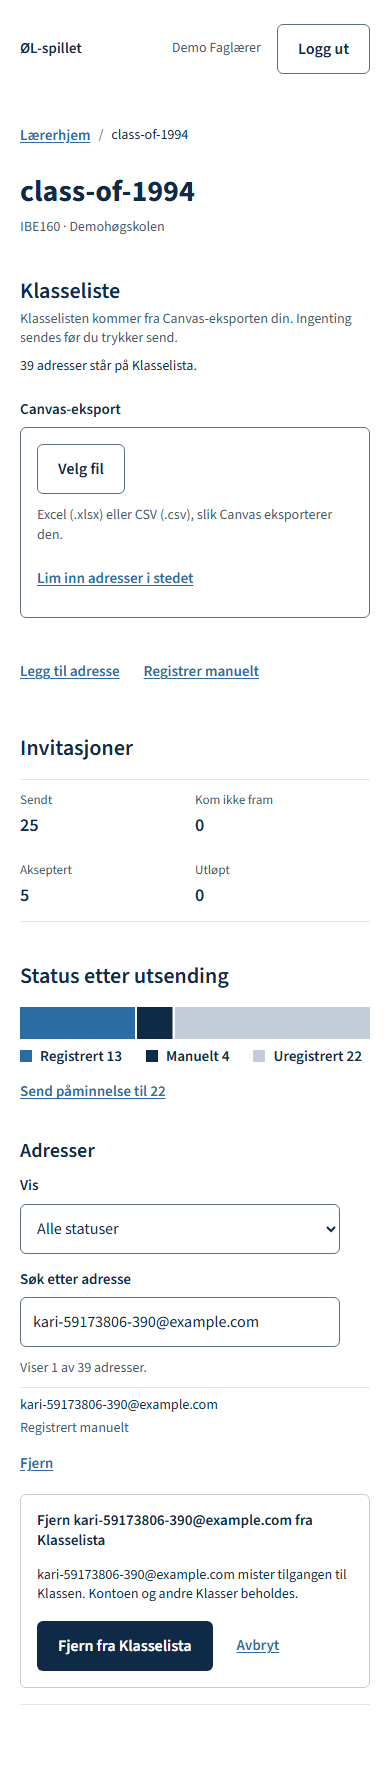 ØL-spillet
Demo Faglærer
Logg ut
Lærerhjem / class-of-1994
class-of-1994
IBE160 · Demohøgskolen
Klasseliste
Klasselisten kommer fra Canvas-eksporten din. Ingenting
sendes før du trykker send.
39 adresser står på Klasselista.
Canvas-eksport
Velg fil
Excel (.xlsx) eller CSV (.csv), slik Canvas eksporterer
den.
Lim inn adresser i stedet
Legg til adresse
Registrer manuelt
Invitasjoner
Sendt
Kom ikke fram
25
0
Akseptert
Utløpt
5
0
Status etter utsending
Registrert 13
Manuelt 4
Uregistrert 22
Send påminnelse til 22
Adresser
Vis
Alle statuser
Søk etter adresse
kari-59173806-390@example.com
Viser 1 av 39 adresser.
kari-59173806-390@example.com
Registrert manuelt
Fjern
Fjern kari-59173806-390@example.com fra
Klasselista
kari-59173806-390@example.com mister tilgangen til
Klassen. Kontoen og andre Klasser beholdes.
Fjern fra Klasselista
Avbryt